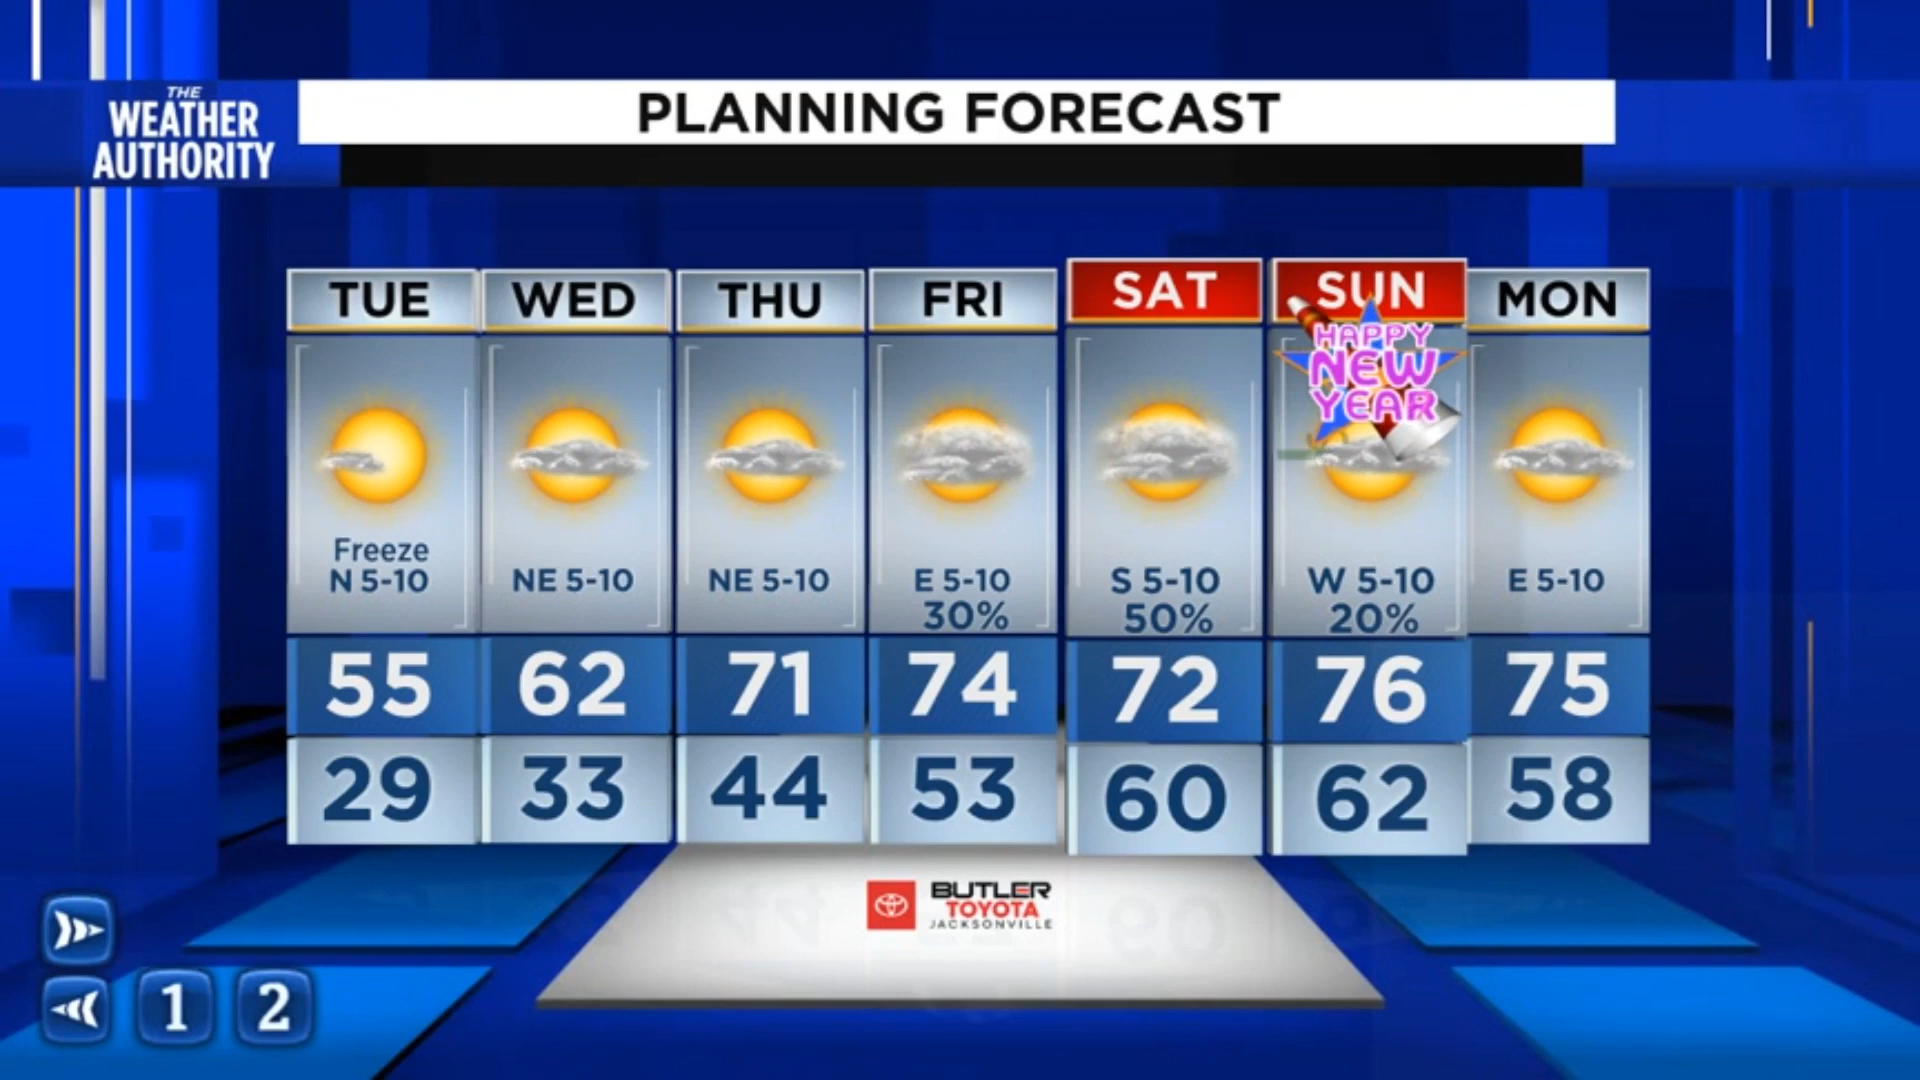 THE
WEATHER
AUTHORITY
PLANNING FORECAST
TUE WED THU FRI SAT SUN MON
HAPPY
NEW
YEAR
Freeze
N 5-10 NE 5-10 NE 5-10 E 5-10 S 5-10 W 5-10 E 5-10
30% 50% 20%
55 62 71 74 72 76 75
29 33 44 53 60 62 58
BUTLER
TOYOTA
JACKSONVILLE
1 2